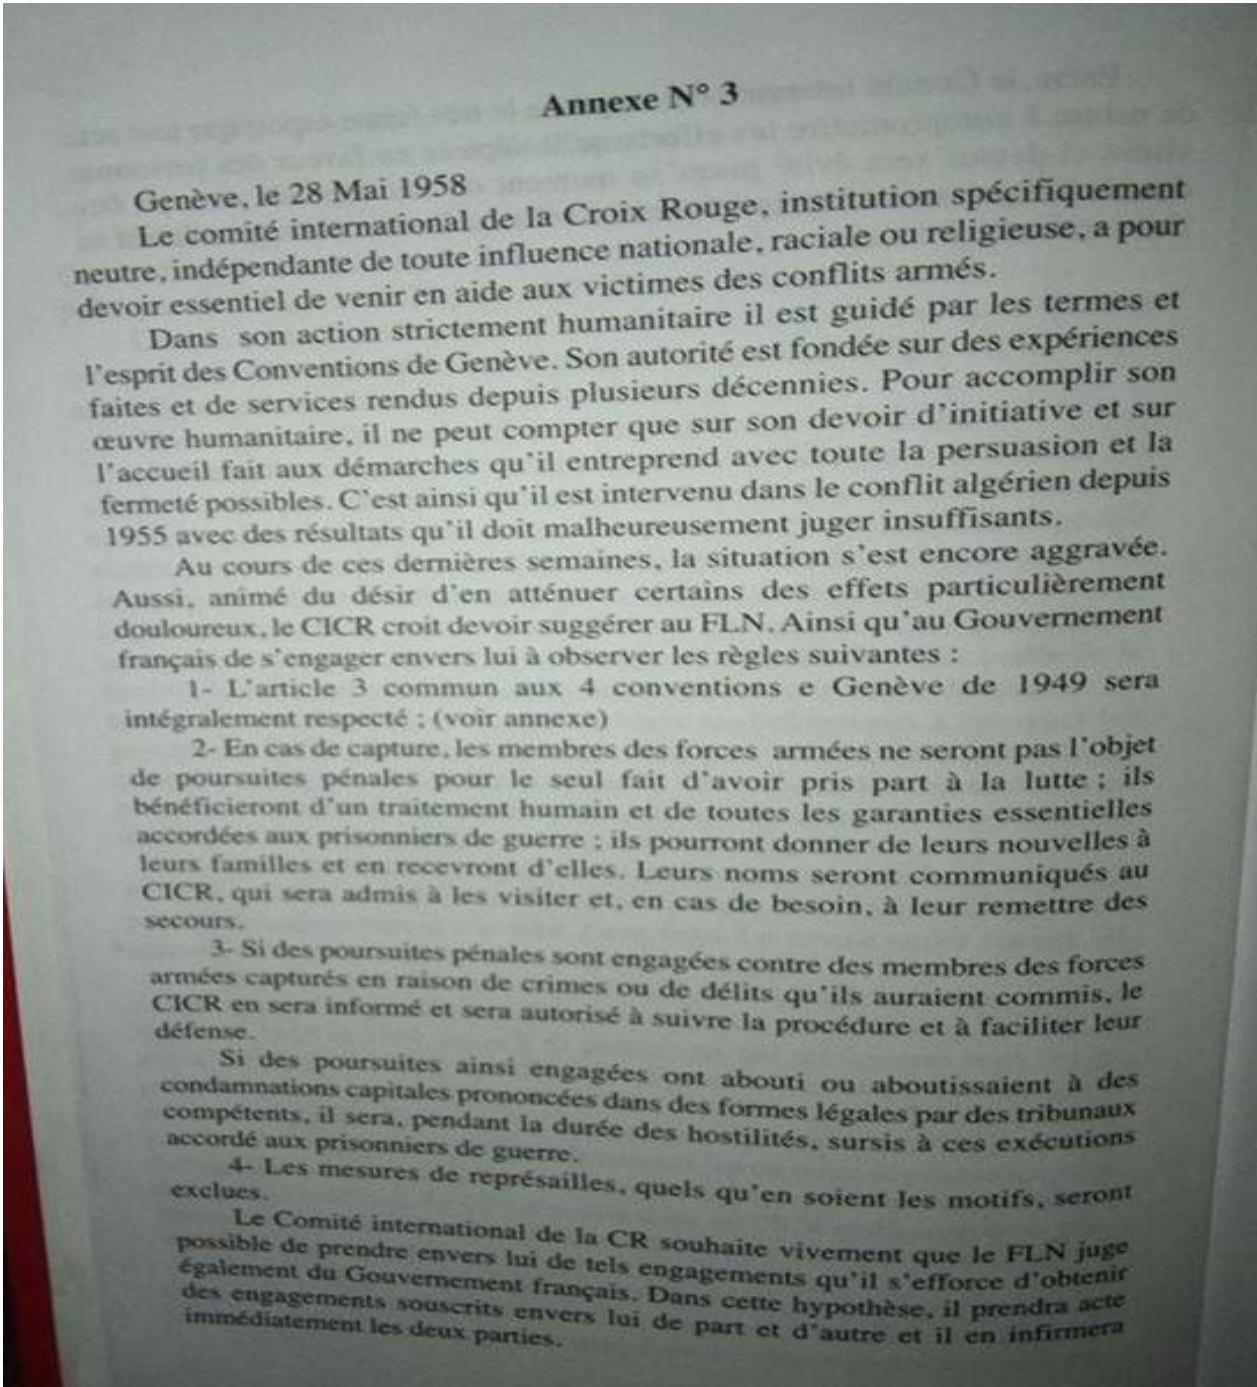 Annexe N° 3
Genève, le 28 Mai 1958
Le comité international de la Croix Rouge, institution spécifiquement
neutre, indépendante de toute influence nationale, raciale ou religieuse, a pour
devoir essentiel de venir en aide aux victimes des conflits armés.
Dans son action strictement humanitaire il est guidé par les termes et
l'esprit des Conventions de Genève. Son autorité est fondée sur des expériences
faites et de services rendus depuis plusieurs décennies. Pour accomplir son
œuvre humanitaire, il ne peut compter que sur son devoir d'initiative et sur
l'accueil fait aux démarches qu'il entreprend avec toute la persuasion et la
fermeté possibles. C'est ainsi qu'il est intervenu dans le conflit algérien depuis
1955 avec des résultats qu'il doit malheureusement juger insuffisants.
Au cours de ces dernières semaines, la situation s'est encore aggravée.
Aussi, animé du désir d'en atténuer certains des effets particulièrement
douloureux, le CICR croit devoir suggérer au FLN. Ainsi qu'au Gouvernement
français de s'engager envers lui à observer les règles suivantes :
1- L'article 3 commun aux 4 conventions e Genève de 1949 sera
intégralement respecté ; (voir annexe)
2- En cas de capture, les membres des forces armées ne seront pas l'objet
de poursuites pénales pour le seul fait d'avoir pris part à la lutte ; ils
bénéficieront d'un traitement humain et de toutes les garanties essentielles
accordées aux prisonniers de guerre ; ils pourront donner de leurs nouvelles à
leurs familles et en recevront d'elles. Leurs noms seront communiqués au
CICR, qui sera admis à les visiter et, en cas de besoin, à leur remettre des
secours.
3- Si des poursuites pénales sont engagées contre des membres des forces
armées capturés en raison de crimes ou de délits qu'ils auraient commis, le
CICR en sera informé et sera autorisé à suivre la procédure et à faciliter leur
défense.
Si des poursuites ainsi engagées ont abouti ou aboutissaient à des
condamnations capitales prononcées dans des formes légales par des tribunaux
compétents, il sera, pendant la durée des hostilités, sursis à ces exécutions
accordé aux prisonniers de guerre.
4- Les mesures de représailles, quels qu'en soient les motifs, seront
exclues.
Le Comité international de la CR souhaite vivement que le FLN juge
possible de prendre envers lui de tels engagements qu'il s'efforce d'obtenir
également du Gouvernement français. Dans cette hypothèse, il prendra acte
des engagements souscrits envers lui de part et d'autre et il en infirmera
immédiatement les deux parties.